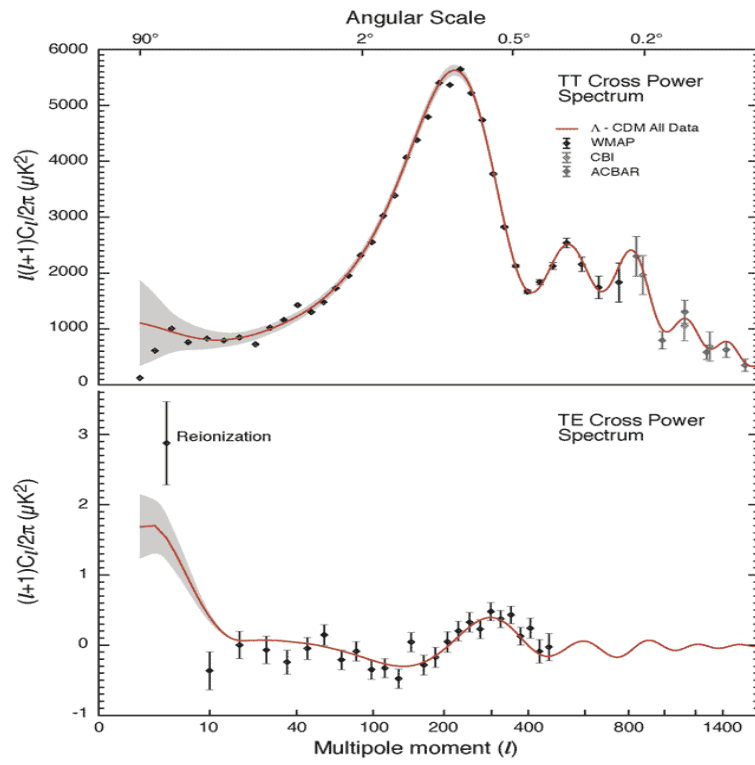 Angular Scale
90° 2° 0.5° 0.2°
6000
5000
4000
3000
2000
1000
0
l(l+1)Cl/2π (μK²)
TT Cross Power
Spectrum
Λ - CDM All Data
WMAP
CBI
ACBAR
3
2
1
0
-1
(l+1)Cl/2π (μK²)
Reionization
TE Cross Power
Spectrum
0 10 40 100 200 400 800 1400
Multipole moment (l)